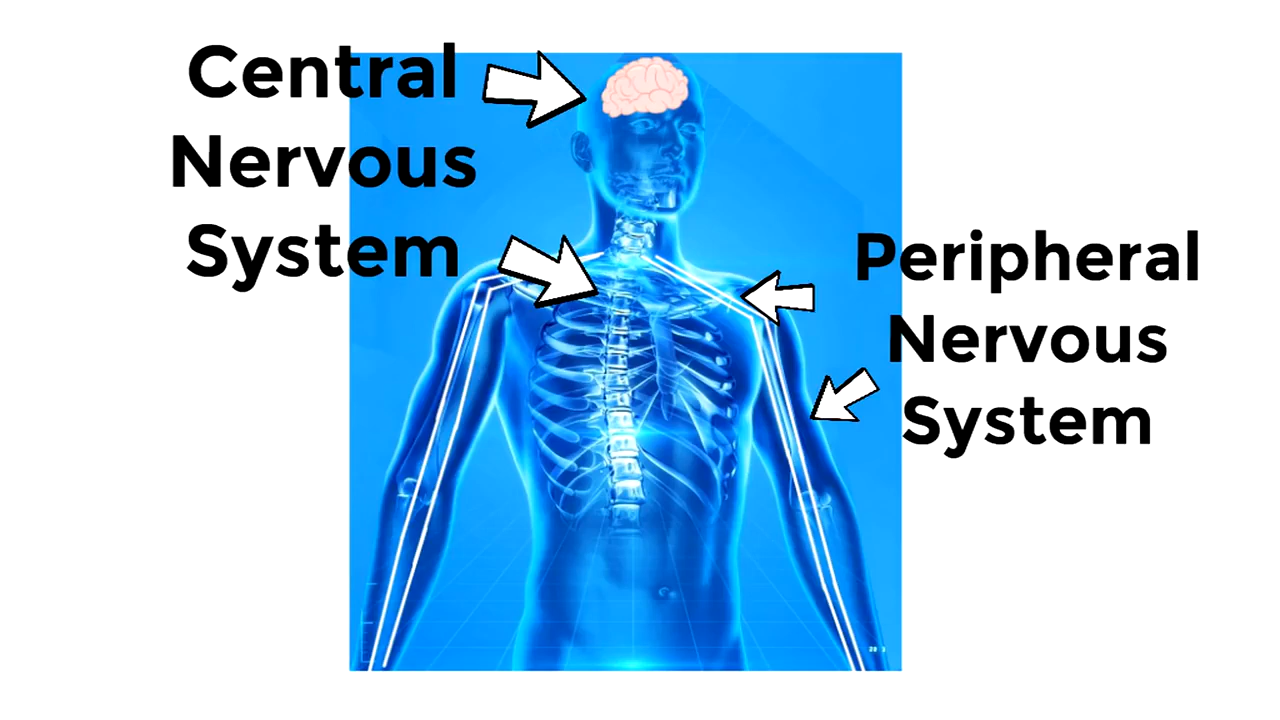 Central
Nervous
System
Peripheral
Nervous
System